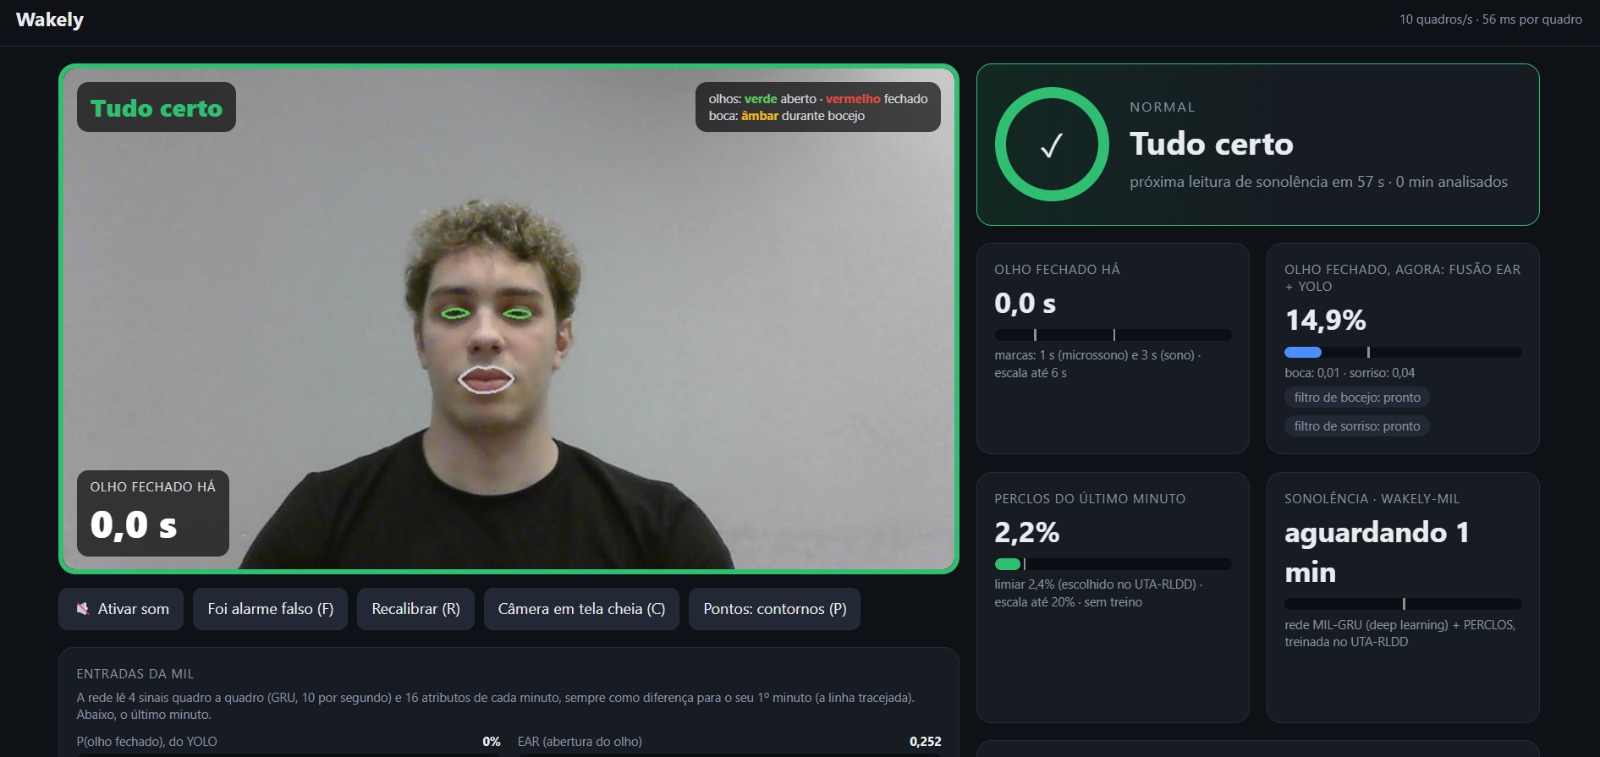 Wakely
10 quadros/s · 56 ms por quadro
Tudo certo
olhos: verde aberto · vermelho fechado
boca: âmbar durante bocejo
OLHO FECHADO HÁ
0,0 s
Ativar som
Foi alarme falso (F)
Recalibrar (R)
Câmera em tela cheia (C)
Pontos: contornos (P)
ENTRADAS DA MIL
A rede lê 4 sinais quadro a quadro (GRU, 10 por segundo) e 16 atributos de cada minuto, sempre como diferença para o seu 1º minuto (a linha tracejada).
Abaixo, o último minuto.
P(olho fechado), do YOLO 0%
EAR (abertura do olho) 0,252
NORMAL
Tudo certo
próxima leitura de sonolência em 57 s · 0 min analisados
OLHO FECHADO HÁ
0,0 s
marcas: 1 s (microssono) e 3 s (sono) ·
escala até 6 s
OLHO FECHADO, AGORA: FUSÃO EAR
+ YOLO
14,9%
boca: 0,01 · sorriso: 0,04
filtro de bocejo: pronto
filtro de sorriso: pronto
PERCLOS DO ÚLTIMO MINUTO
2,2%
limiar 2,4% (escolhido no UTA-RLDD) ·
escala até 20% · sem treino
SONOLÊNCIA · WAKELY-MIL
aguardando 1
min
rede MIL-GRU (deep learning) + PERCLOS,
treinada no UTA-RLDD